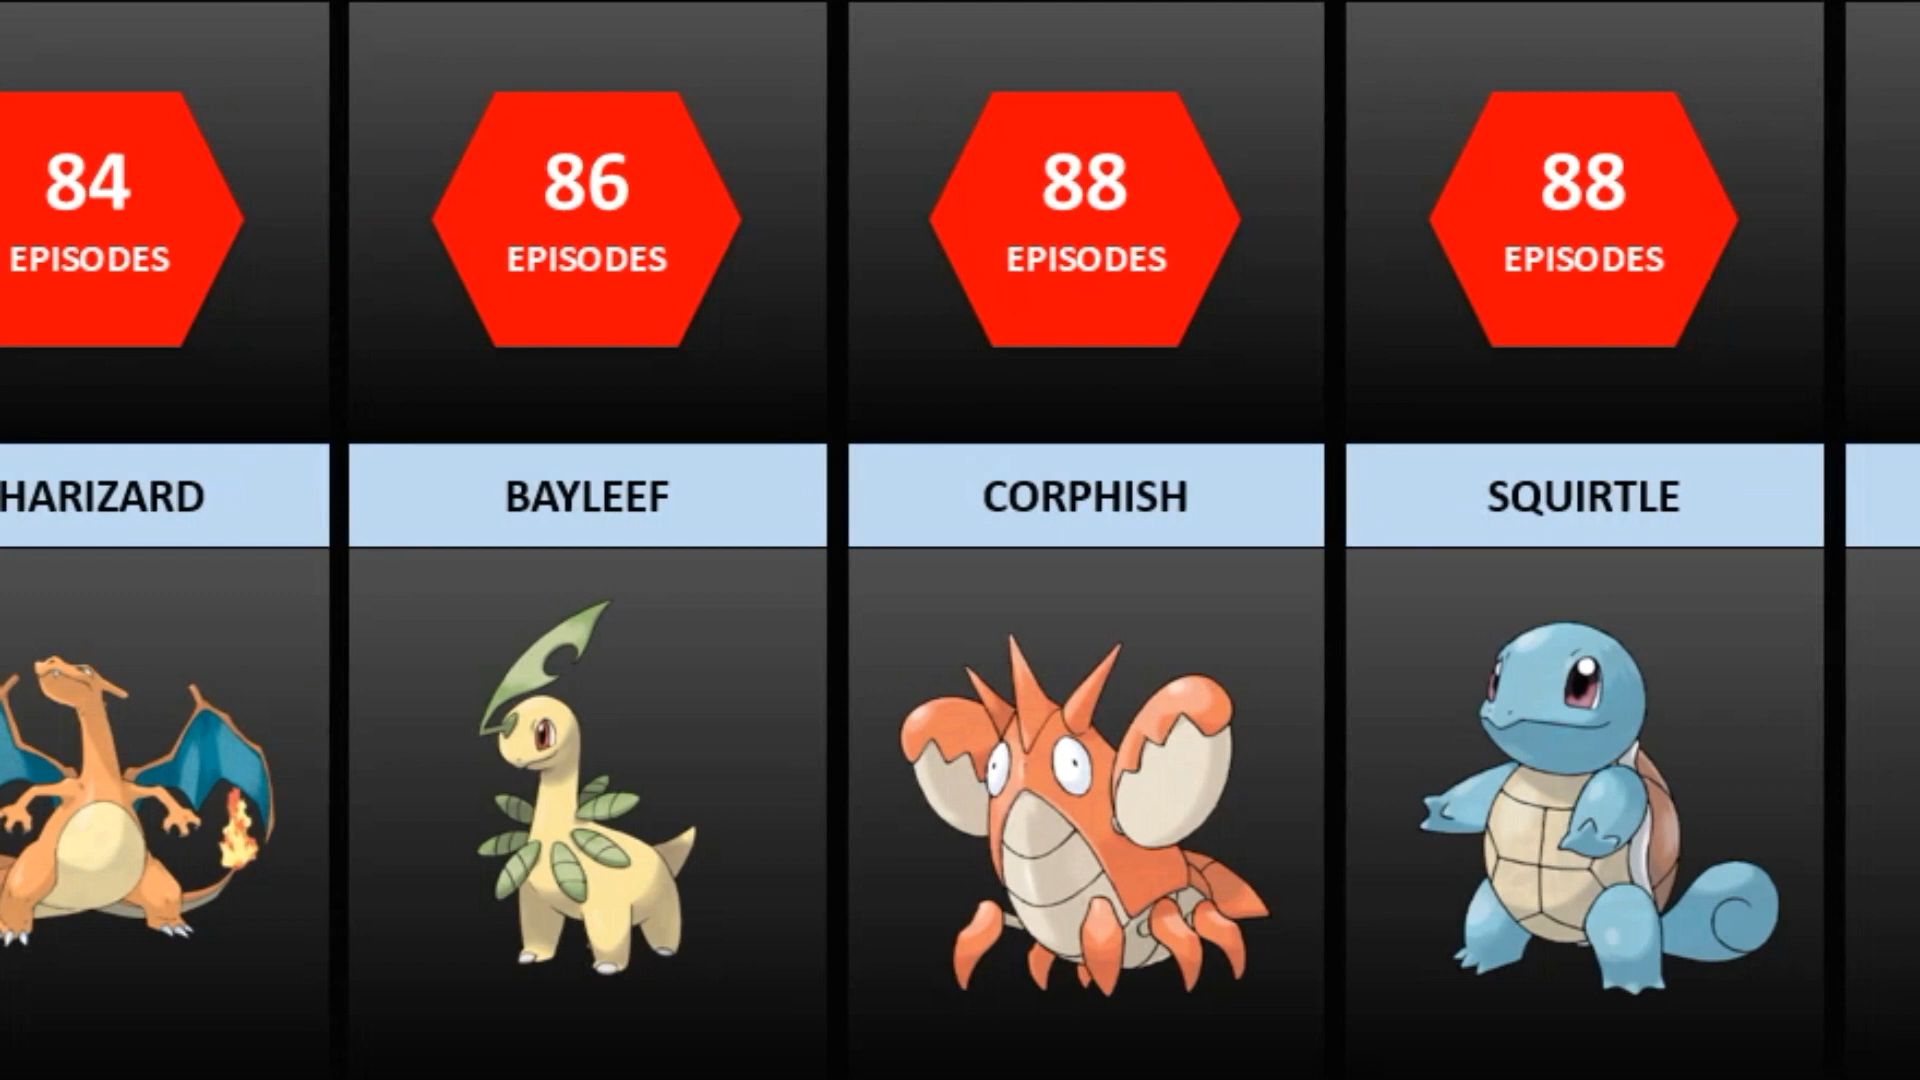 84
EPISODES
86
EPISODES
88
EPISODES
88
EPISODES
HARIZARD
BAYLEEF
CORPHISH
SQUIRTLE